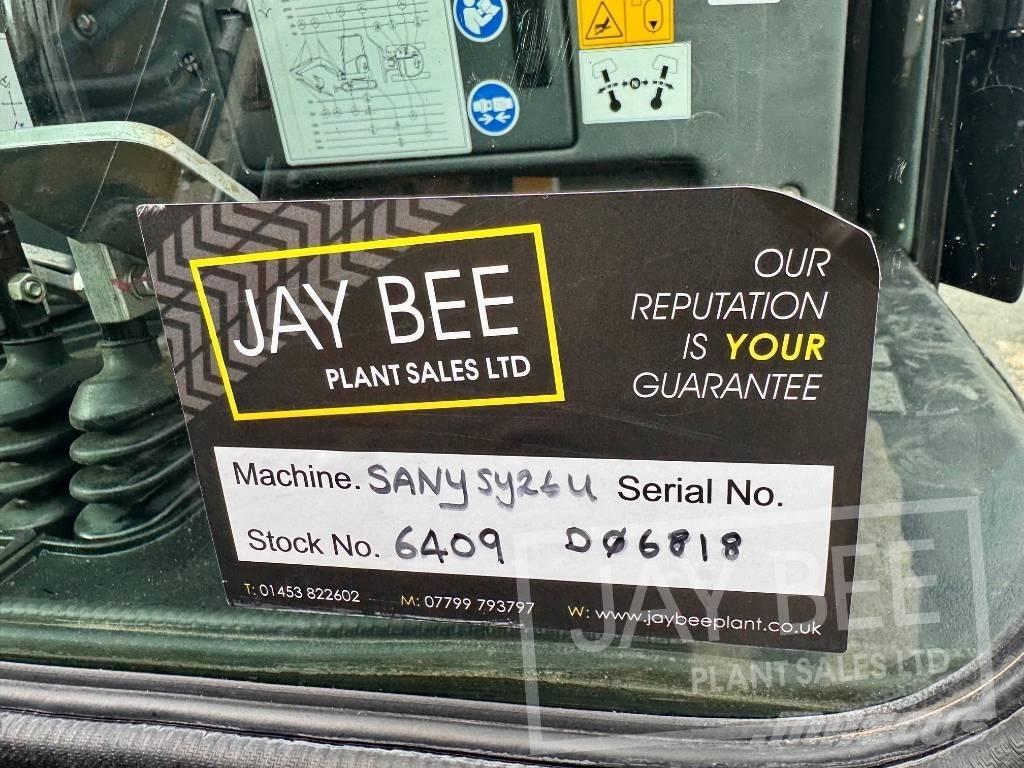 JAY BEE
PLANT SALES LTD
OUR
REPUTATION
IS YOUR
GUARANTEE
Machine. SANY SY26U Serial No.
Stock No. 6409 DØ6818
T: 01453 822602 M: 07799 793797 W: www.jaybeeplant.co.uk
JAY BEE
PLANT SALES LTD